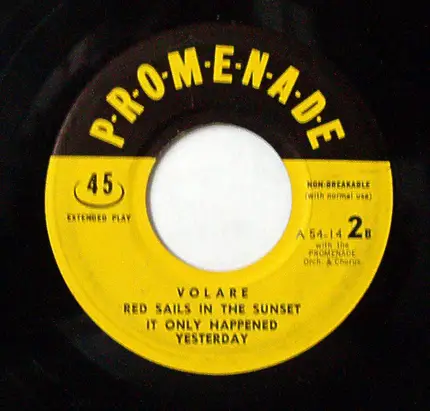 P·R·O·M·E·N·A·D·E
45
EXTENDED PLAY
NON-BREAKABLE
(with normal use)
A 54-14 2B
with the
PROMENADE
Orch. & Chorus.
VOLARE
RED SAILS IN THE SUNSET
IT ONLY HAPPENED
YESTERDAY